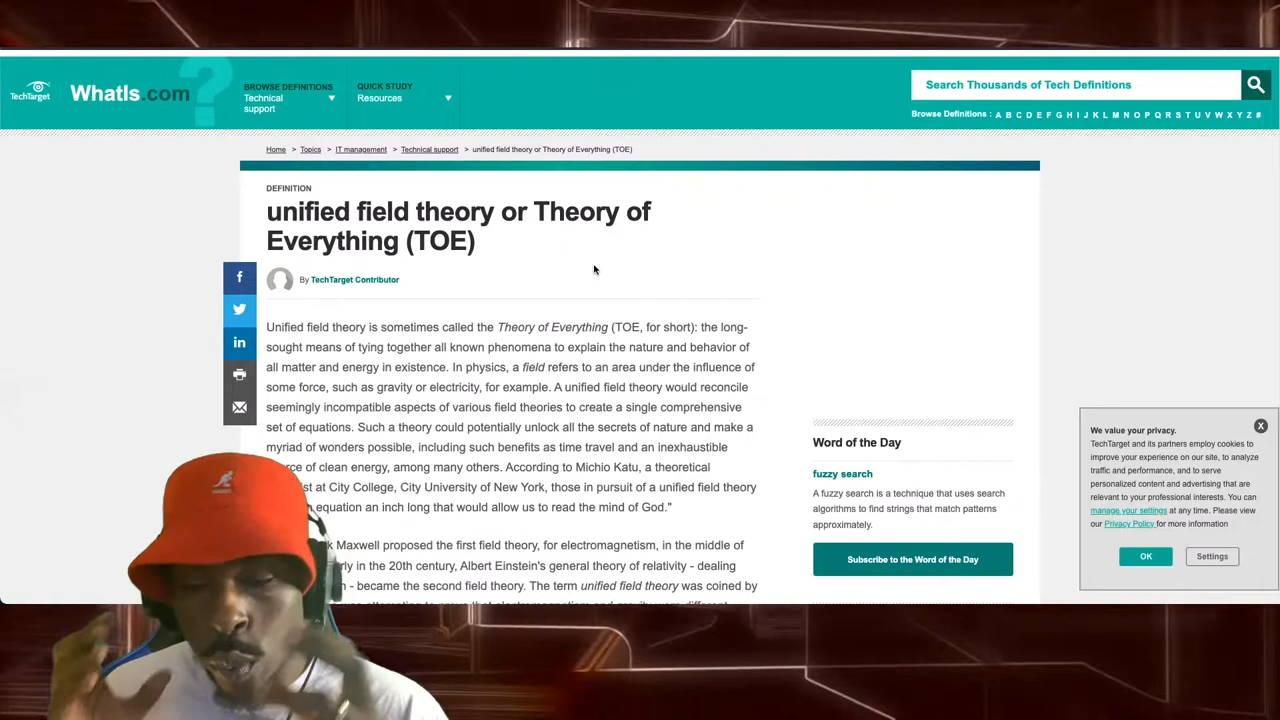 TechTarget
WhatIs.com
BROWSE DEFINITIONS
Technical
support
QUICK STUDY
Resources
Search Thousands of Tech Definitions
Browse Definitions : A B C D E F G H I J K L M N O P Q R S T U V W X Y Z #
Home > Topics > IT management > Technical support > unified field theory or Theory of Everything (TOE)
DEFINITION
unified field theory or Theory of
Everything (TOE)
By TechTarget Contributor
Unified field theory is sometimes called the Theory of Everything (TOE, for short): the long-
sought means of tying together all known phenomena to explain the nature and behavior of
all matter and energy in existence. In physics, a field refers to an area under the influence of
some force, such as gravity or electricity, for example. A unified field theory would reconcile
seemingly incompatible aspects of various field theories to create a single comprehensive
set of equations. Such a theory could potentially unlock all the secrets of nature and make a
myriad of wonders possible, including such benefits as time travel and an inexhaustible
of clean energy, among many others. According to Michio Katu, a theoretical
at City College, City University of New York, those in pursuit of a unified field theory
equation an inch long that would allow us to read the mind of God."
Maxwell proposed the first field theory, for electromagnetism, in the middle of
in the 20th century, Albert Einstein's general theory of relativity - dealing
- became the second field theory. The term unified field theory was coined by
Word of the Day
fuzzy search
A fuzzy search is a technique that uses search
algorithms to find strings that match patterns
approximately.
Subscribe to the Word of the Day
We value your privacy.
X
TechTarget and its partners employ cookies to
improve your experience on our site, to analyze
traffic and performance, and to serve
personalized content and advertising that are
relevant to your professional interests. You can
manage your settings at any time. Please view
our Privacy Policy for more information
OK
Settings
KANGOL